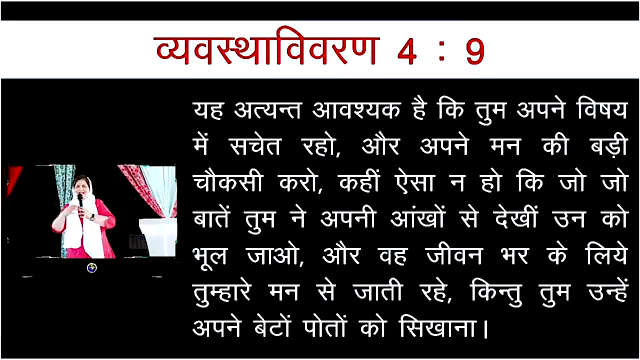 व्यवस्थाविवरण 4 : 9
यह अत्यन्त आवश्यक है कि तुम अपने विषय
में सचेत रहो, और अपने मन की बड़ी
चौकसी करो, कहीं ऐसा न हो कि जो जो
बातें तुम ने अपनी आंखों से देखीं उन को
भूल जाओ, और वह जीवन भर के लिये
तुम्हारे मन से जाती रहे, किन्तु तुम उन्हें
अपने बेटों पोतों को सिखाना।